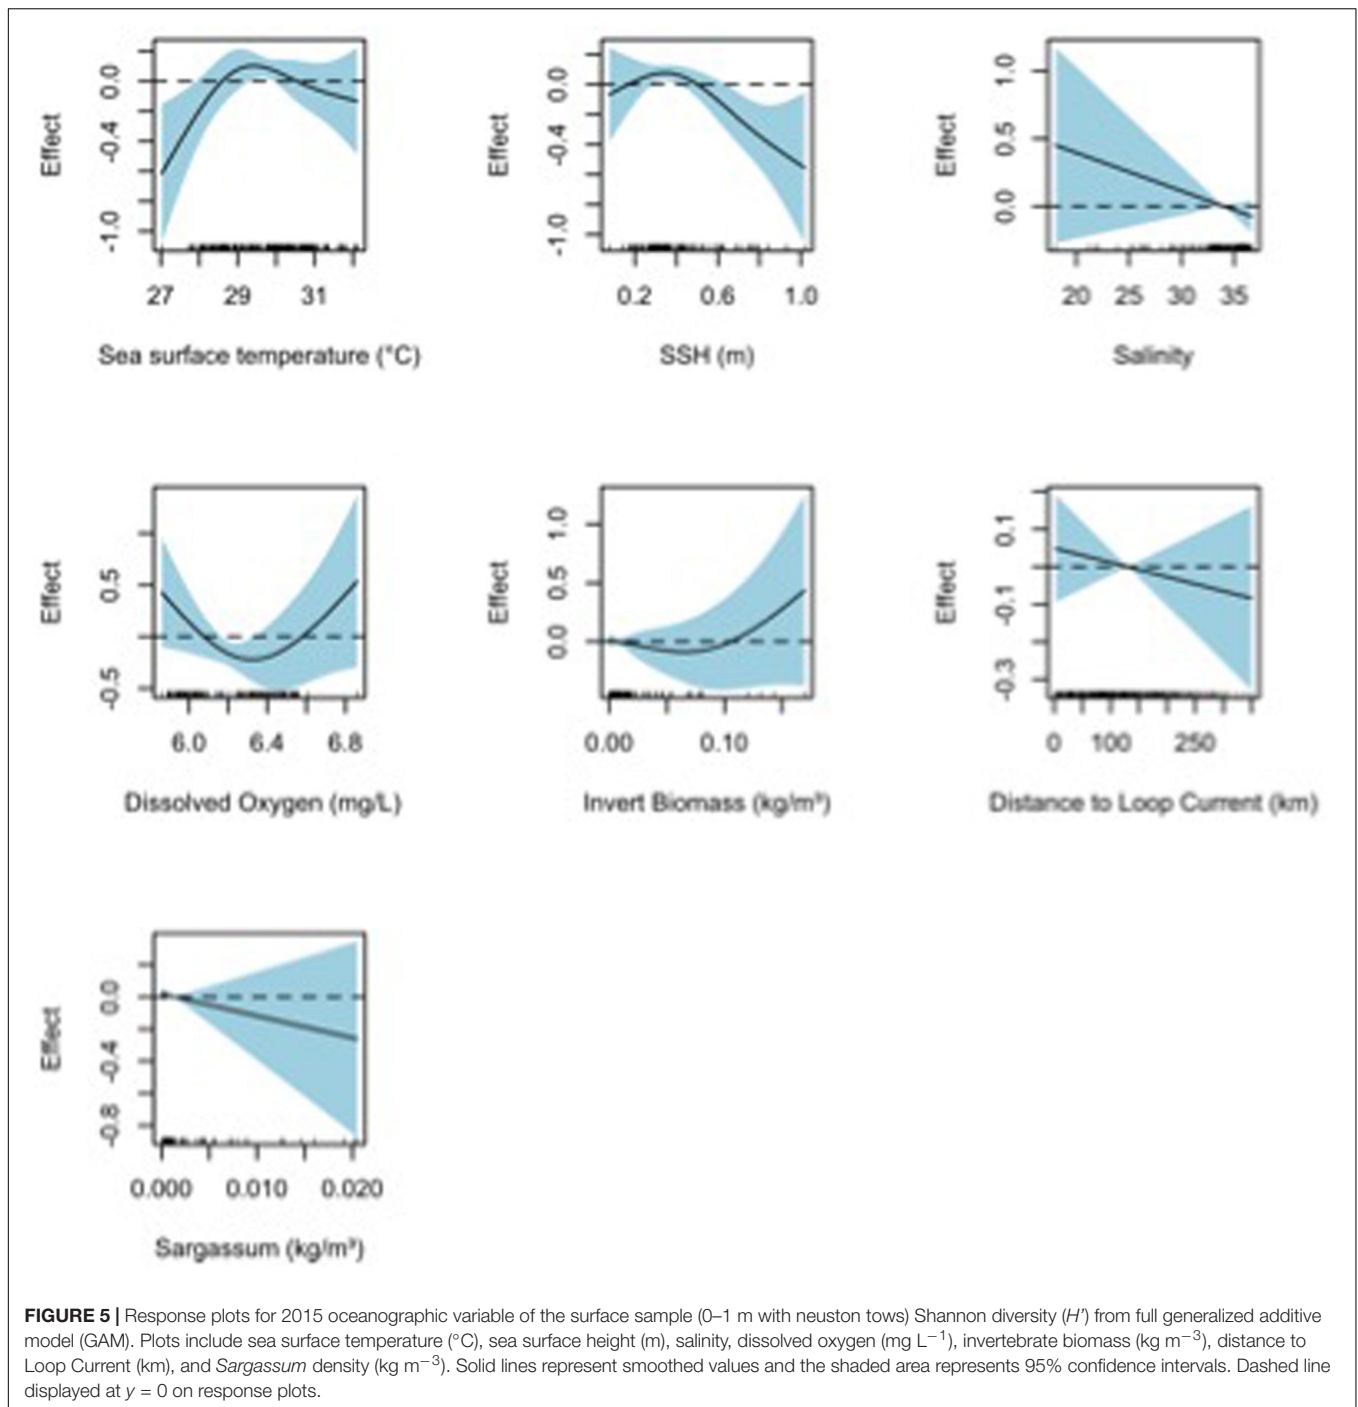 Effect
0.0
-0.4
-1.0
27 29 31
Sea surface temperature (°C)
Effect
0.0
-0.4
-1.0
0.2 0.6 1.0
SSH (m)
Effect
1.0
0.5
0.0
20 25 30 35
Salinity
Effect
0.5
-0.5
6.0 6.4 6.8
Dissolved Oxygen (mg/L)
Effect
1.0
0.5
0.0
0.00 0.10
Invert Biomass (kg/m³)
Effect
0.1
-0.1
-0.3
0 100 250
Distance to Loop Current (km)
Effect
0.0
-0.4
-0.8
0.000 0.010 0.020
Sargassum (kg/m³)
FIGURE 5 | Response plots for 2015 oceanographic variable of the surface sample (0–1 m with neuston tows) Shannon diversity (H’) from full generalized additive
model (GAM). Plots include sea surface temperature (°C), sea surface height (m), salinity, dissolved oxygen (mg L⁻¹), invertebrate biomass (kg m⁻³), distance to
Loop Current (km), and Sargassum density (kg m⁻³). Solid lines represent smoothed values and the shaded area represents 95% confidence intervals. Dashed line
displayed at y = 0 on response plots.